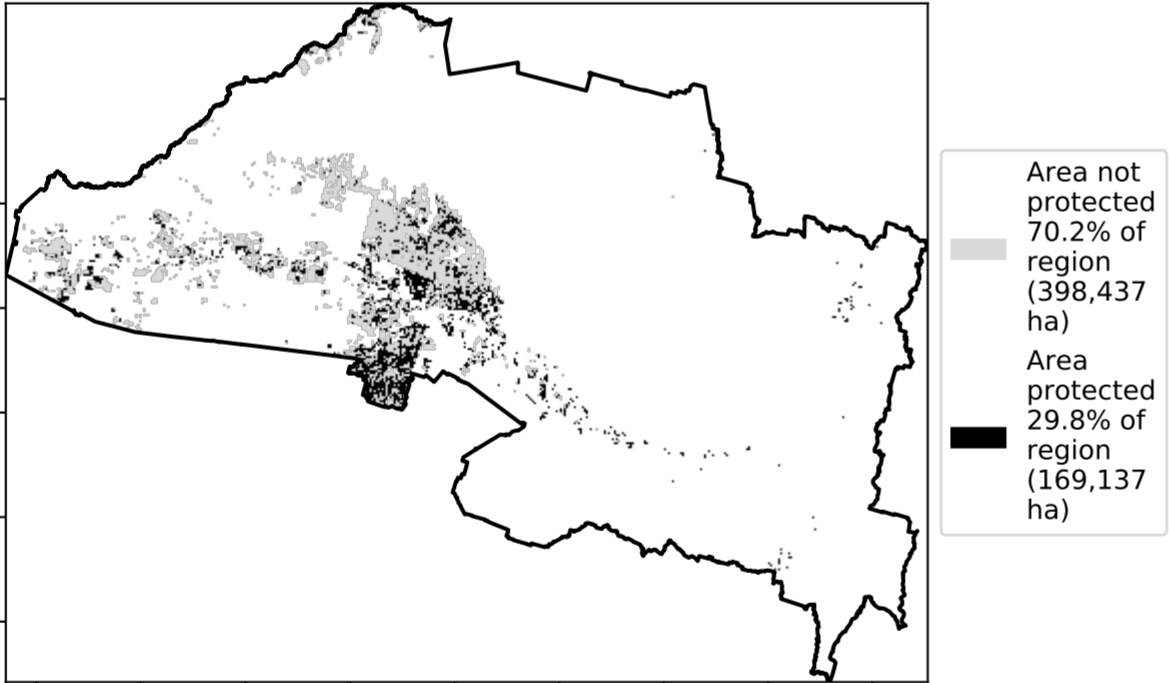 Area not
protected
70.2% of
region
(398,437
ha)
Area
protected
29.8% of
region
(169,137
ha)